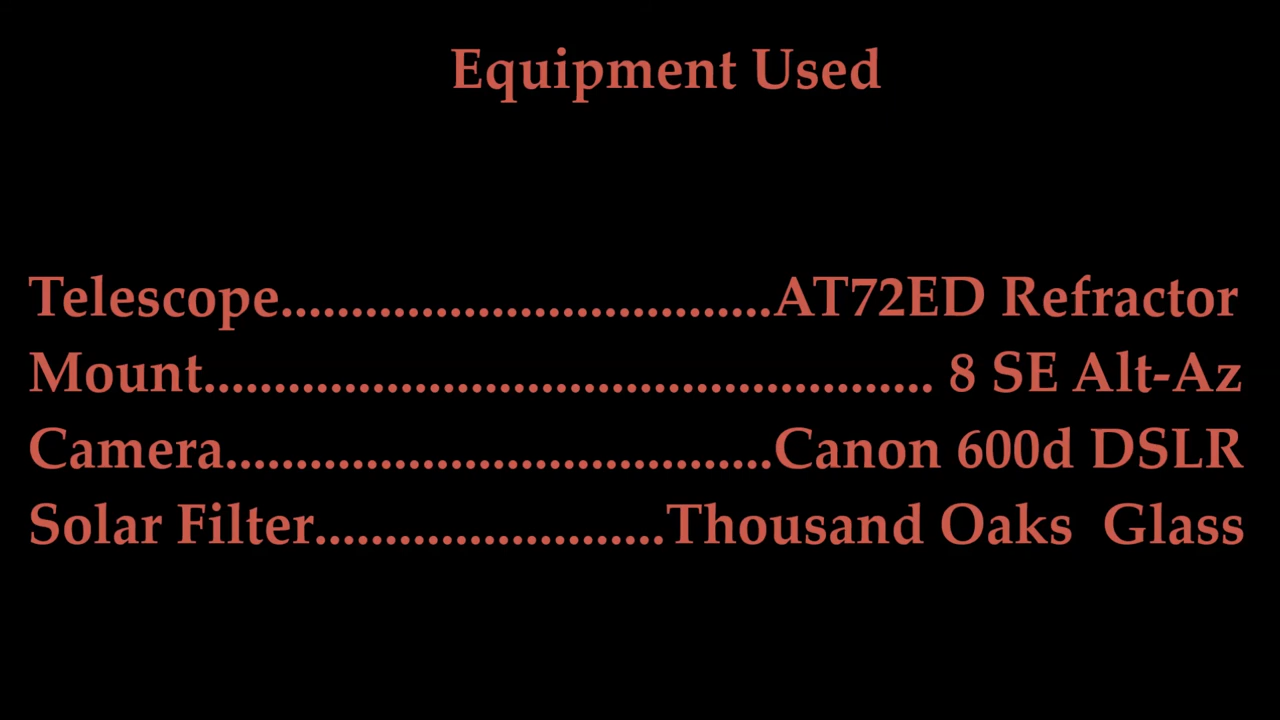 Equipment Used
Telescope...................................AT72ED Refractor
Mount.................................................... 8 SE Alt-Az
Camera.......................................Canon 600d DSLR
Solar Filter.........................Thousand Oaks  Glass